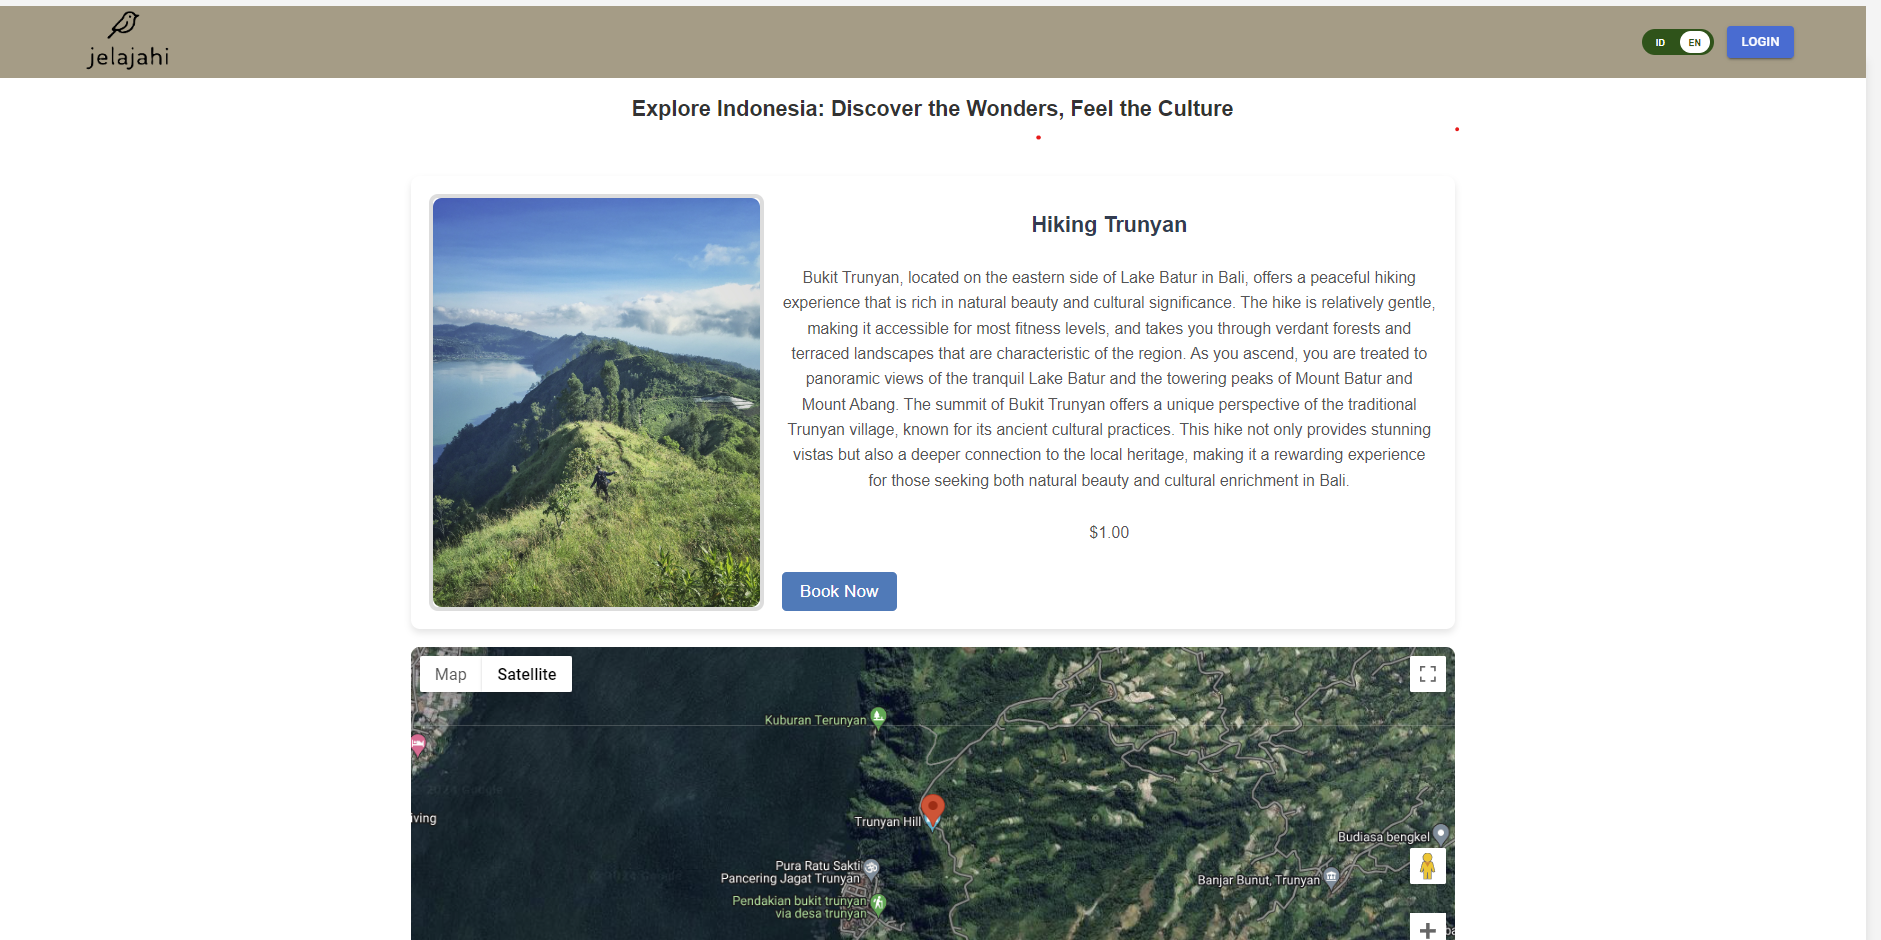 jelajahi
ID EN LOGIN
Explore Indonesia: Discover the Wonders, Feel the Culture
Hiking Trunyan
Bukit Trunyan, located on the eastern side of Lake Batur in Bali, offers a peaceful hiking
experience that is rich in natural beauty and cultural significance. The hike is relatively gentle,
making it accessible for most fitness levels, and takes you through verdant forests and
terraced landscapes that are characteristic of the region. As you ascend, you are treated to
panoramic views of the tranquil Lake Batur and the towering peaks of Mount Batur and
Mount Abang. The summit of Bukit Trunyan offers a unique perspective of the traditional
Trunyan village, known for its ancient cultural practices. This hike not only provides stunning
vistas but also a deeper connection to the local heritage, making it a rewarding experience
for those seeking both natural beauty and cultural enrichment in Bali.
$1.00
Book Now
Map Satellite
Kuburan Terunyan
© 2024 Google
iving
Trunyan Hill
Budiasa bengkel
Pura Ratu Sakti
Pancering Jagat Trunyan
© 2024 Google
Banjar Bunut, Trunyan
Pendakian bukit trunyan
via desa trunyan